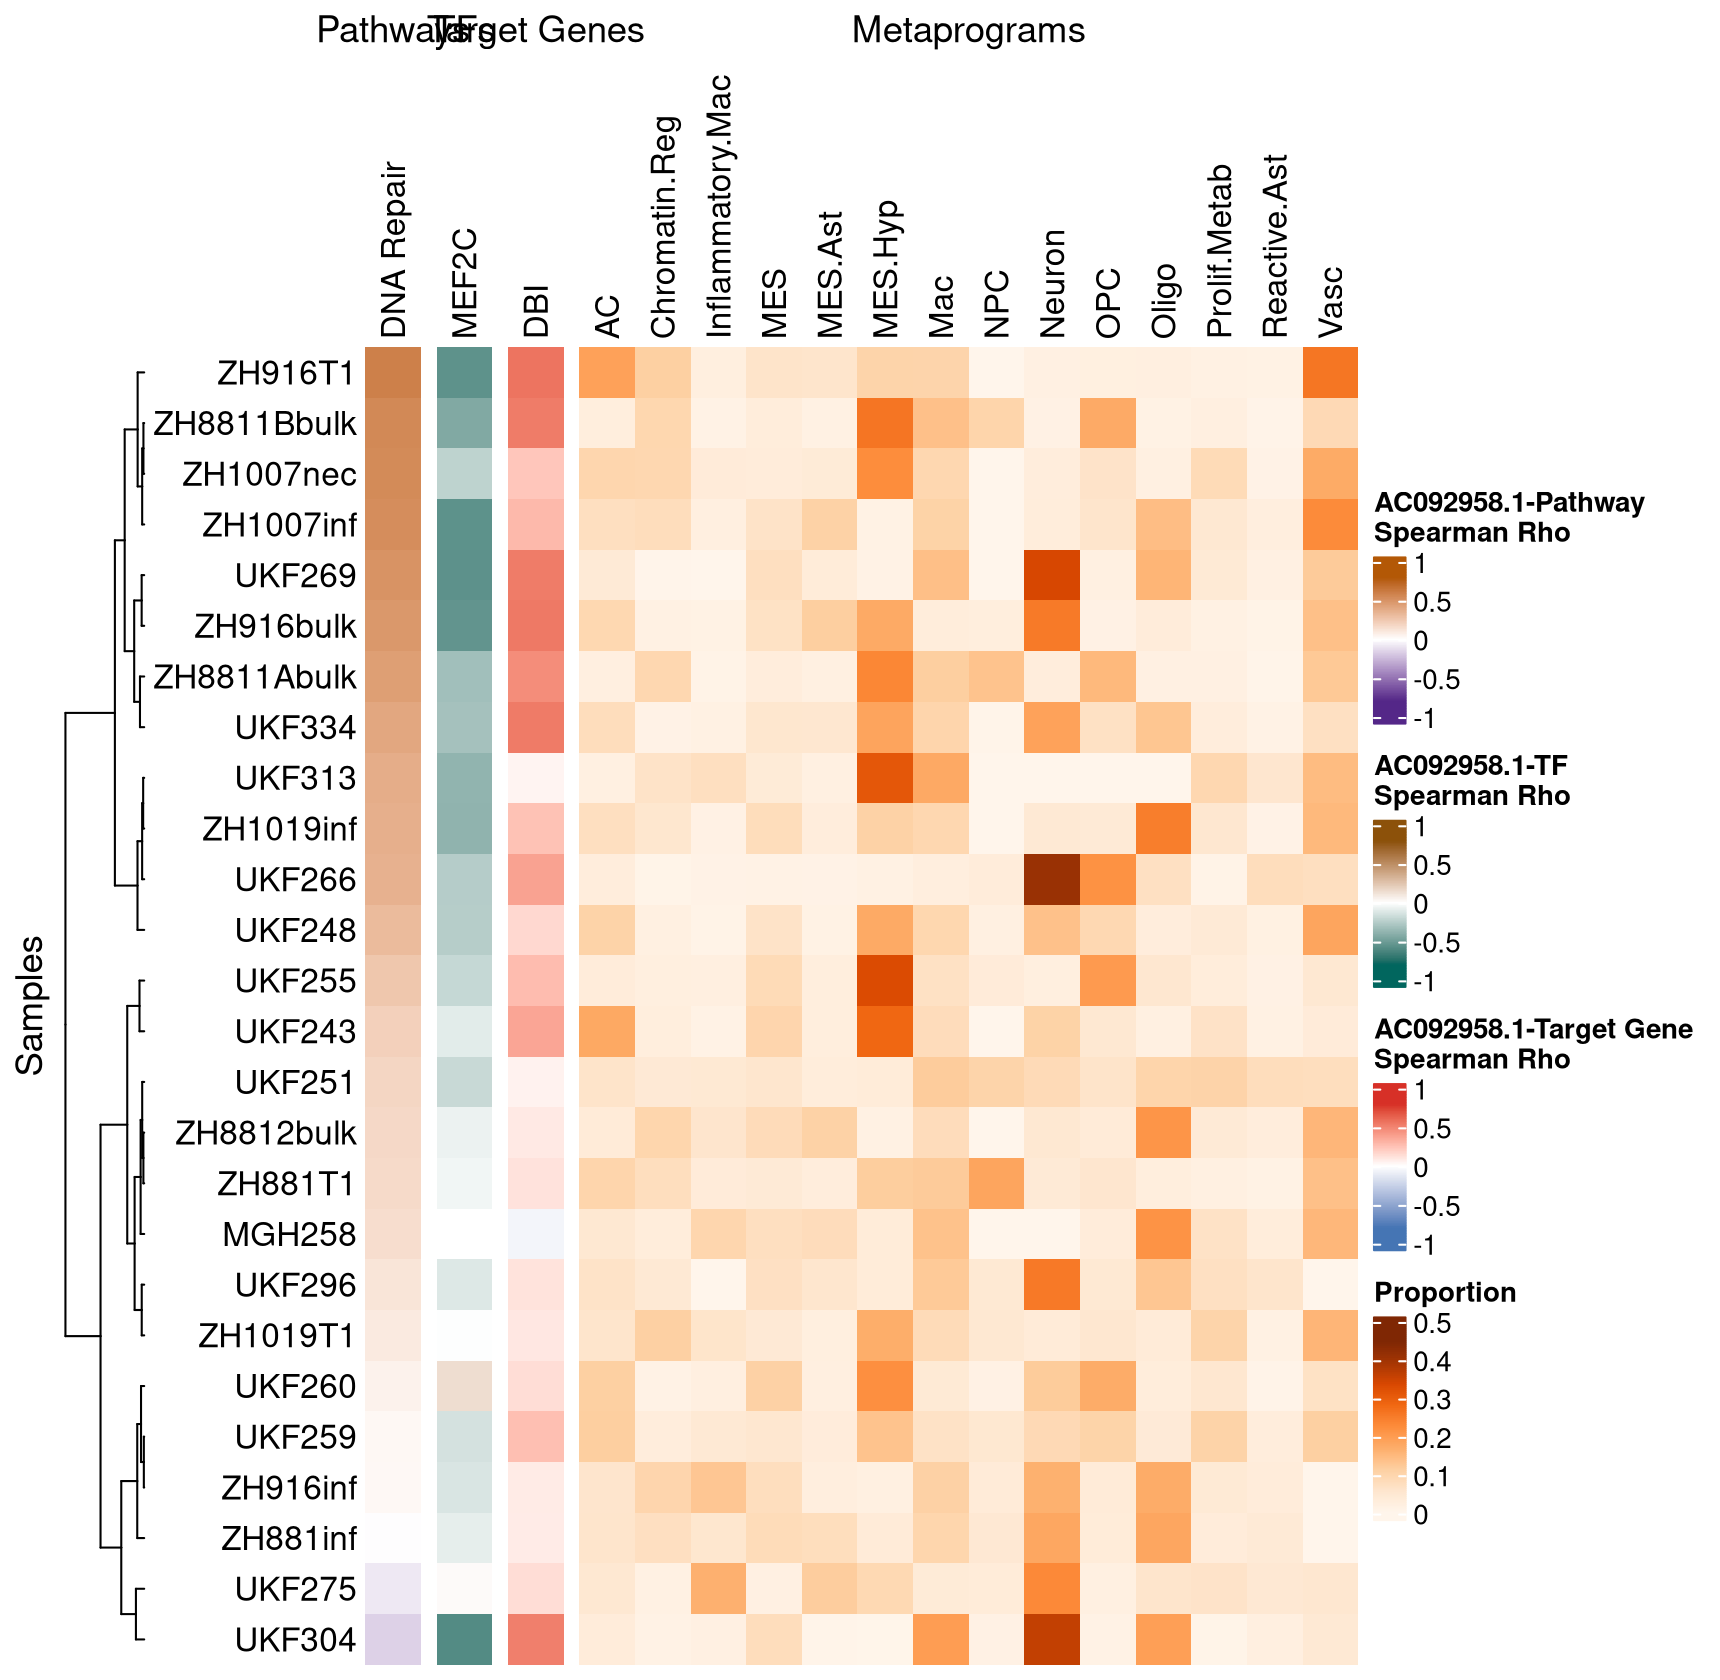 Pathways TFs Target Genes Metaprograms
DNA Repair
MEF2C
DBI
AC
Chromatin.Reg
Inflammatory.Mac
MES
MES.Ast
MES.Hyp
Mac
NPC
Neuron
OPC
Oligo
Prolif.Metab
Reactive.Ast
Vasc
Samples
ZH916T1
ZH8811Bbulk
ZH1007nec
ZH1007inf
UKF269
ZH916bulk
ZH8811Abulk
UKF334
UKF313
ZH1019inf
UKF266
UKF248
UKF255
UKF243
UKF251
ZH8812bulk
ZH881T1
MGH258
UKF296
ZH1019T1
UKF260
UKF259
ZH916inf
ZH881inf
UKF275
UKF304
AC092958.1-Pathway
Spearman Rho
1
0.5
0
-0.5
-1
AC092958.1-TF
Spearman Rho
1
0.5
0
-0.5
-1
AC092958.1-Target Gene
Spearman Rho
1
0.5
0
-0.5
-1
Proportion
0.5
0.4
0.3
0.2
0.1
0